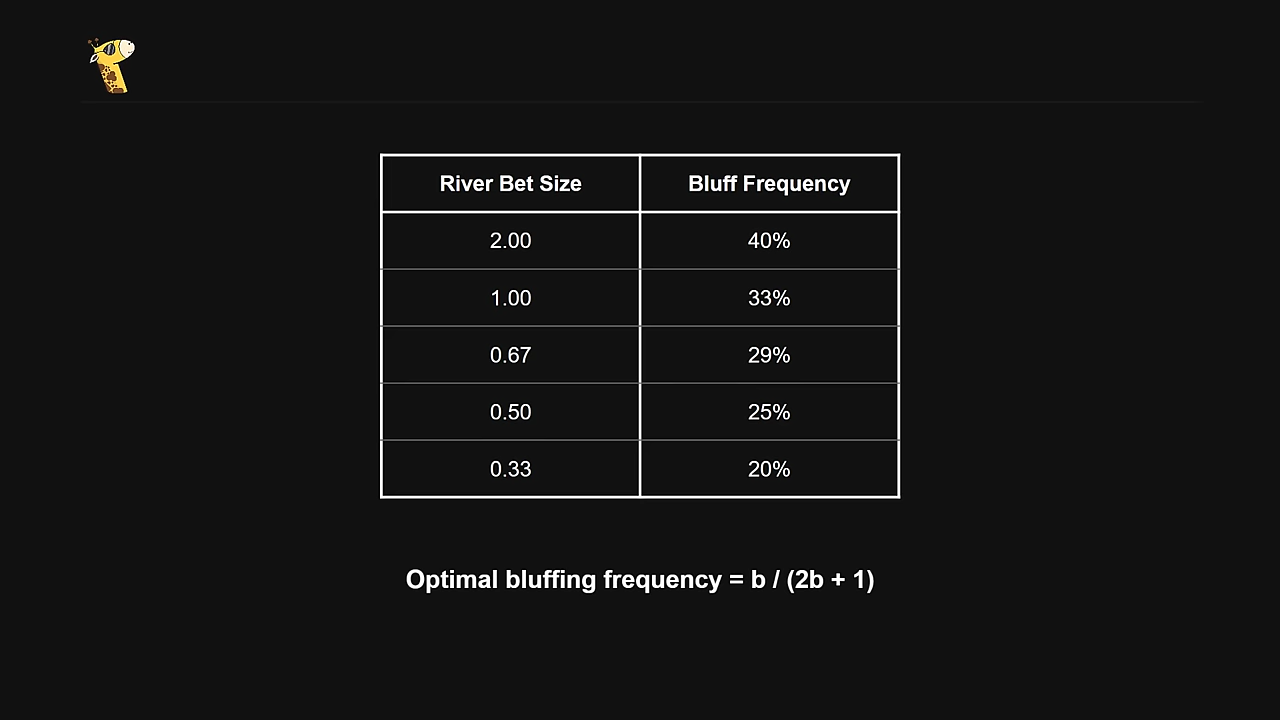 River Bet Size Bluff Frequency
2.00 40%
1.00 33%
0.67 29%
0.50 25%
0.33 20%
Optimal bluffing frequency = b / (2b + 1)